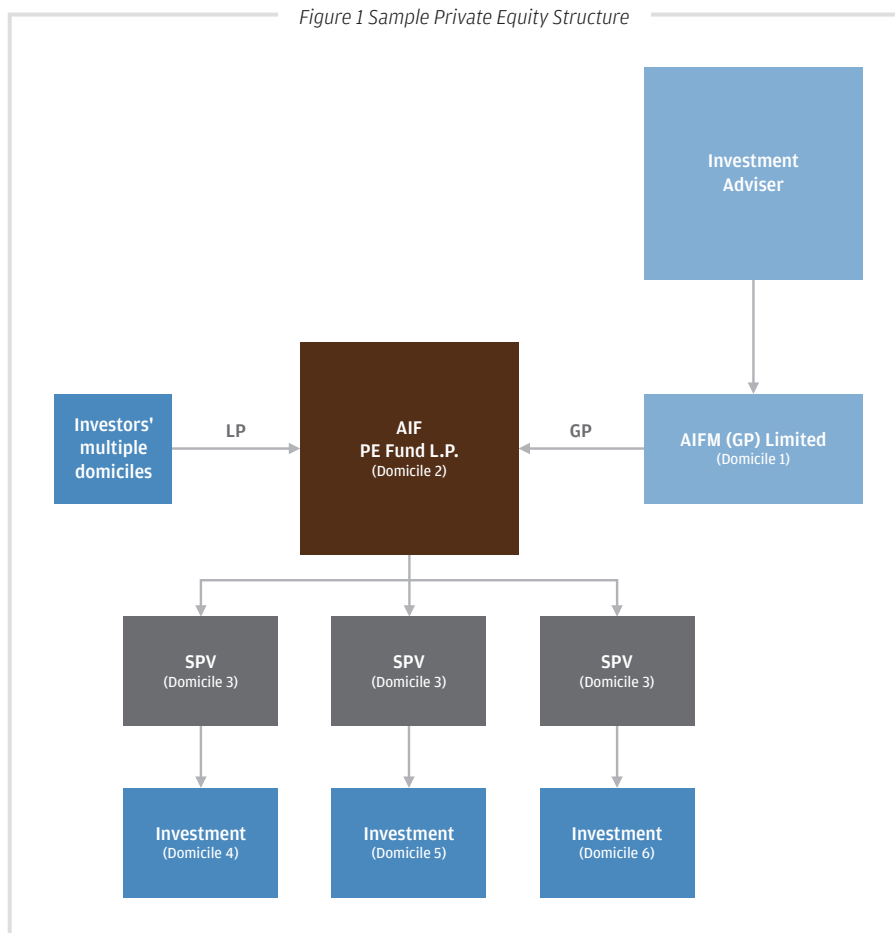 Figure 1 Sample Private Equity Structure
Investment
Adviser
Investors'
multiple
domiciles
LP
AIF
PE Fund L.P.
(Domicile 2)
GP
AIFM (GP) Limited
(Domicile 1)
SPV
(Domicile 3)
SPV
(Domicile 3)
SPV
(Domicile 3)
Investment
(Domicile 4)
Investment
(Domicile 5)
Investment
(Domicile 6)